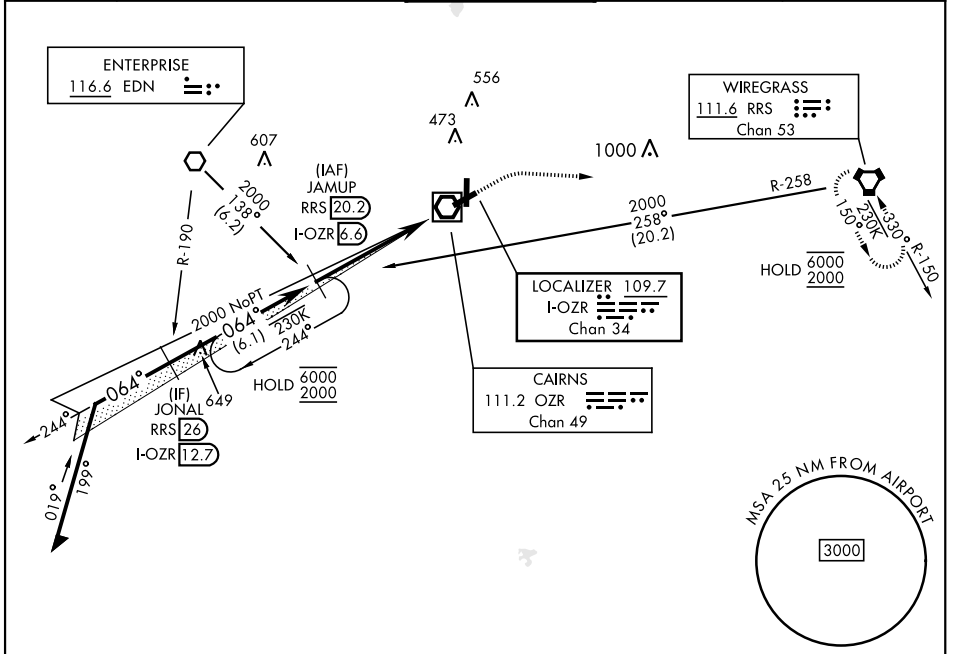 ENTERPRISE
116.6 EDN
607
473
556
1000
WIREGRASS
111.6 RRS
Chan 53
(IAF)
JAMUP
RRS 20.2
I-OZR 6.6
2000
138°
(6.2)
R-190
2000
258°
(20.2)
R-258
150°
230K
330°
R-150
HOLD 6000
2000
LOCALIZER 109.7
I-OZR
Chan 34
2000 NoPT
064°
(6.1)
230K
244°
HOLD 6000
2000
064°
649
(IF)
JONAL
RRS 26
I-OZR 12.7
244°
019°
199°
CAIRNS
111.2 OZR
Chan 49
MSA 25 NM FROM AIRPORT
3000